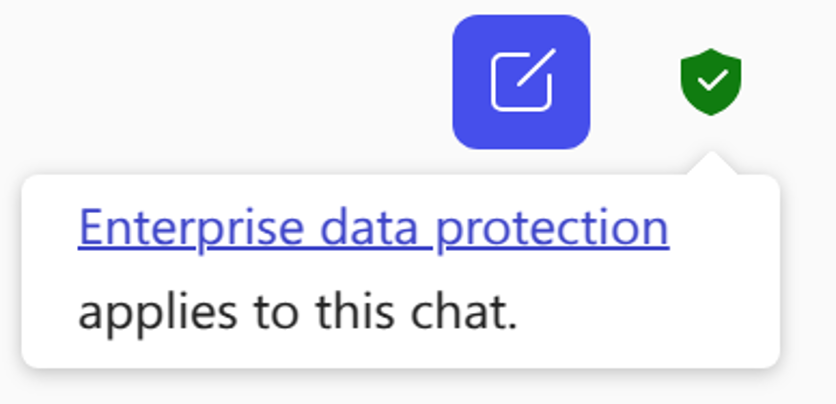 Enterprise data protection
applies to this chat.